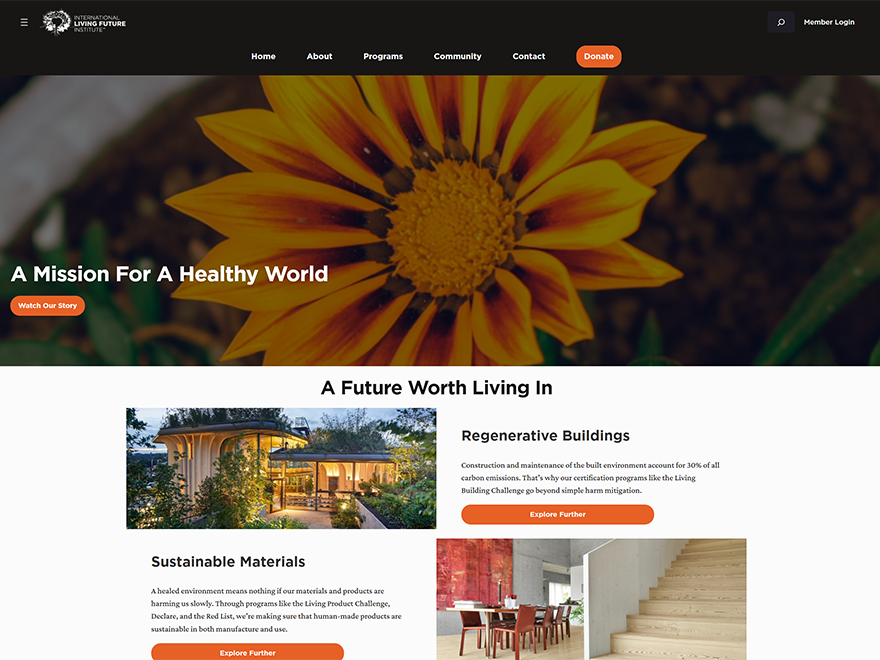 INTERNATIONAL
LIVING FUTURE
INSTITUTE™
Member Login
Home
About
Programs
Community
Contact
Donate
A Mission For A Healthy World
Watch Our Story
A Future Worth Living In
Regenerative Buildings
Construction and maintenance of the built environment account for 30% of all
carbon emissions. That's why our certification programs like the Living
Building Challenge go beyond simple harm mitigation.
Explore Further
Sustainable Materials
A healed environment means nothing if our materials and products are
harming us slowly. Through programs like the Living Product Challenge,
Declare, and the Red List, we're making sure that human-made products are
sustainable in both manufacture and use.
Explore Further